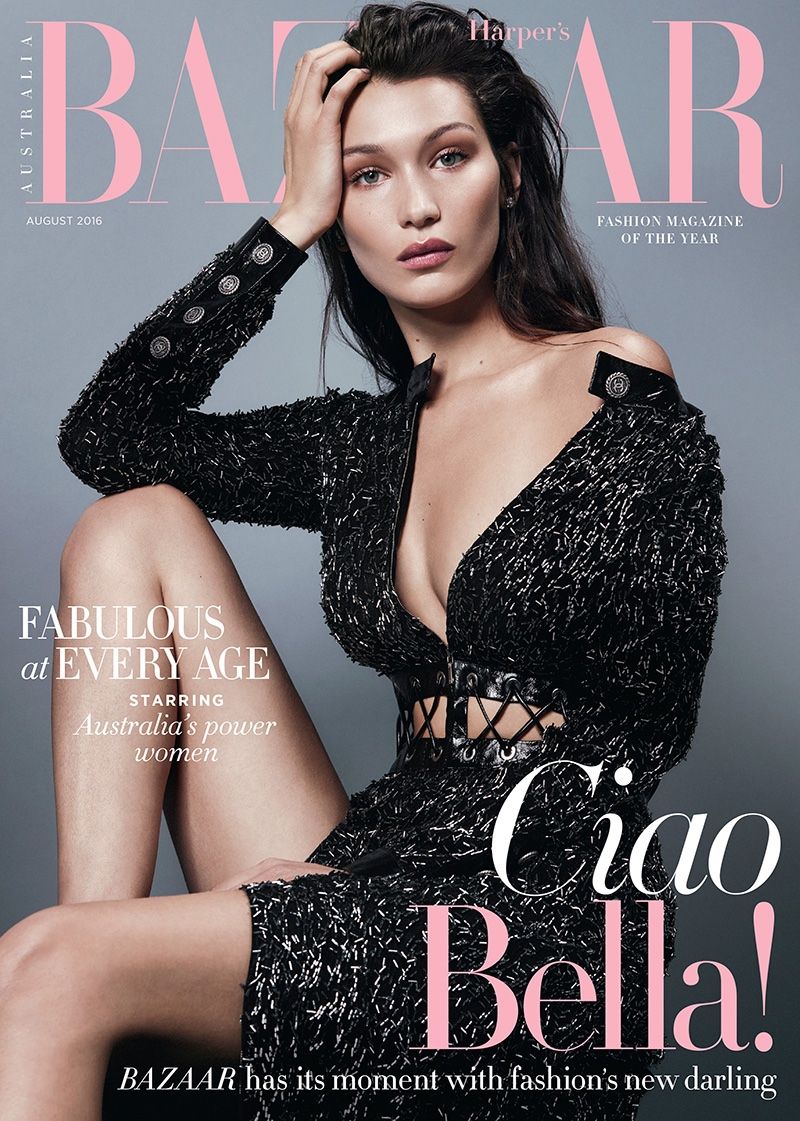 Harper's
BAZAAR
AUSTRALIA
AUGUST 2016
FASHION MAGAZINE
OF THE YEAR
FABULOUS
at EVERY AGE
STARRING
Australia's power
women
Ciao
Bella!
BAZAAR has its moment with fashion's new darling